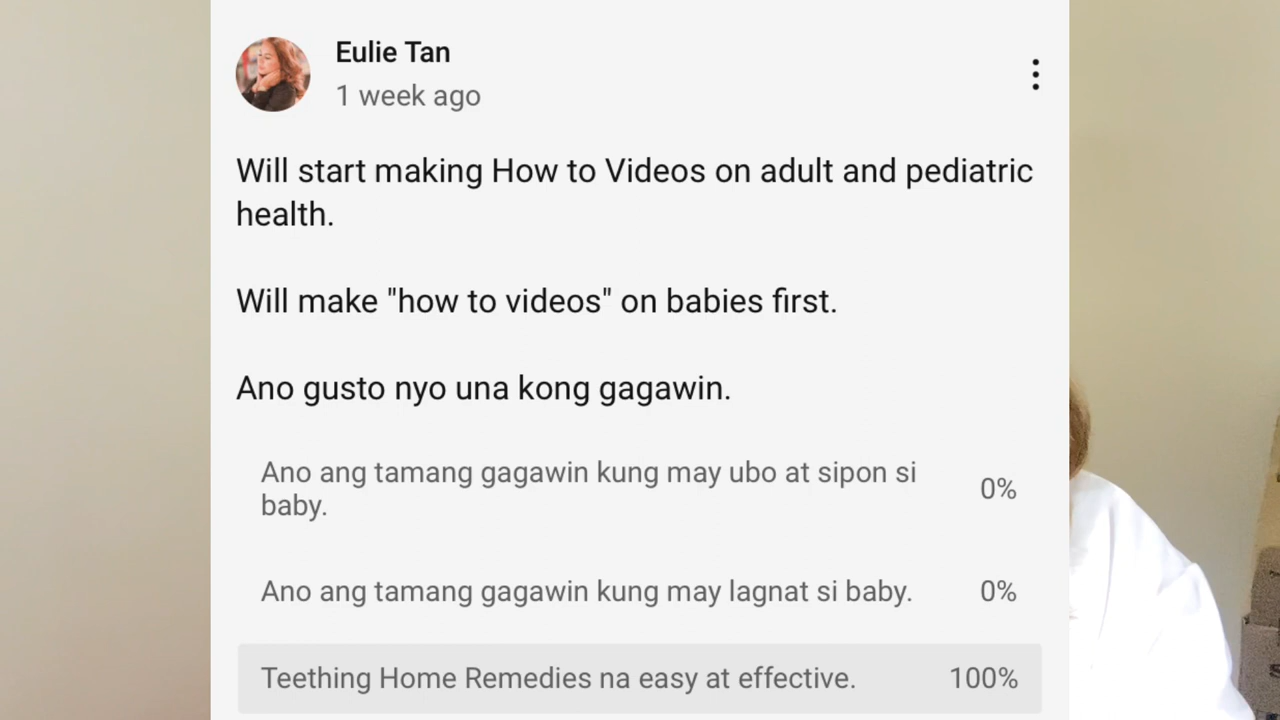 Eulie Tan
1 week ago
Will start making How to Videos on adult and pediatric
health.
Will make "how to videos" on babies first.
Ano gusto nyo una kong gagawin.
Ano ang tamang gagawin kung may ubo at sipon si
baby.
0%
Ano ang tamang gagawin kung may lagnat si baby.
0%
Teething Home Remedies na easy at effective.
100%